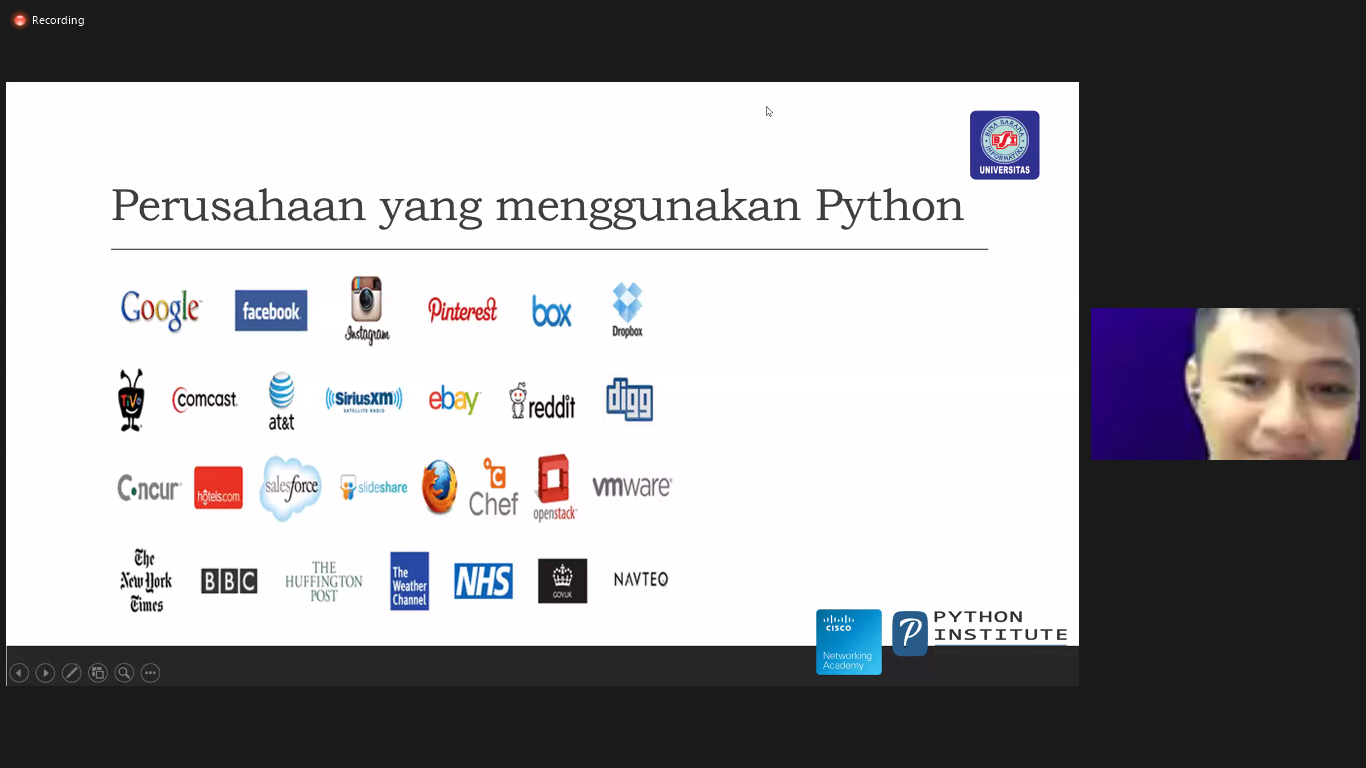 Recording
BINA SARANA
INFORMATIKA
BSI
UNIVERSITAS
Perusahaan yang menggunakan Python
Google facebook Instagram Pinterest box Dropbox
TiVo comcast at&t SiriusXM SATELLITE RADIO ebay reddit digg
C·ncur hotels.com salesforce slideshare Chef openstack vmware
The New York Times BBC THE HUFFINGTON POST The Weather Channel NHS GOV.UK NAVTEQ
CISCO
Networking
Academy
PYTHON
INSTITUTE